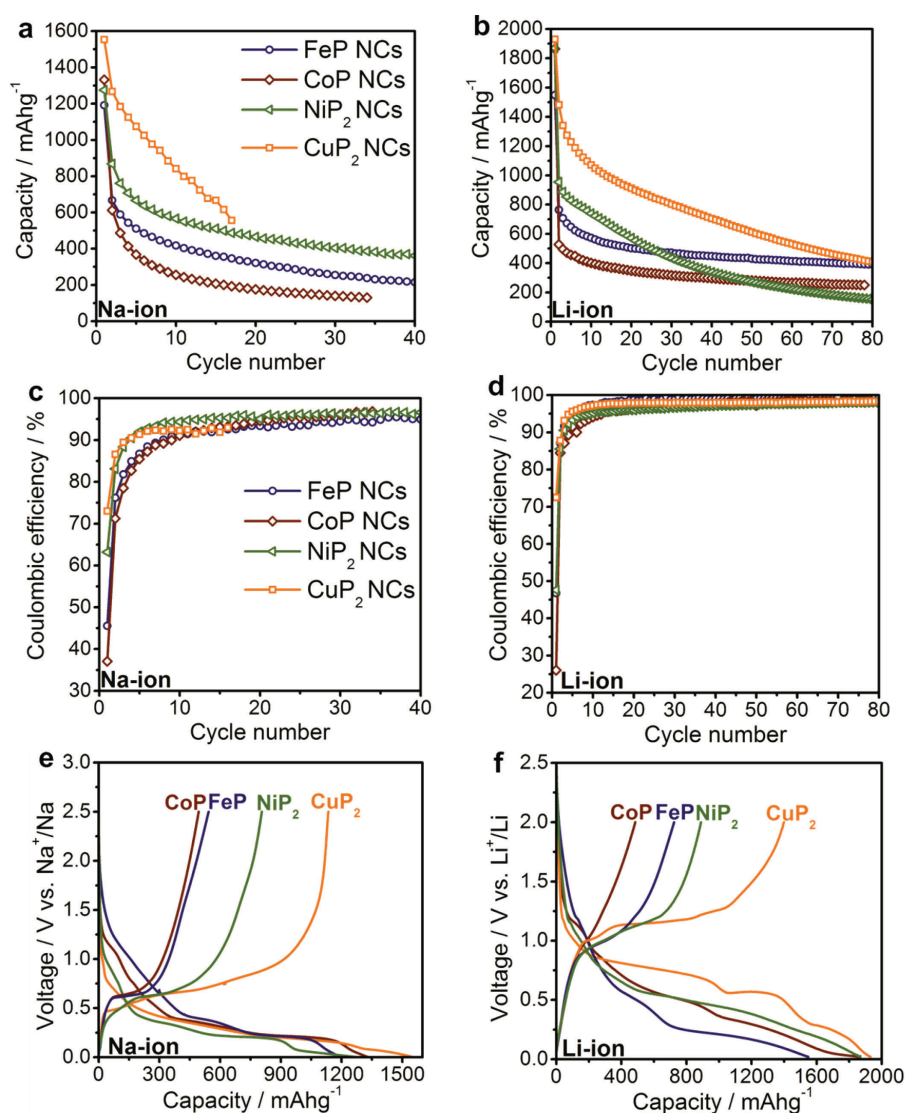 a
1600
1400
1200
1000
800
600
400
200
0
Capacity / mAhg⁻¹
FeP NCs
CoP NCs
NiP₂ NCs
CuP₂ NCs
Na-ion
0 10 20 30 40
Cycle number
b
2000
1800
1600
1400
1200
1000
800
600
400
200
0
Capacity / mAhg⁻¹
Li-ion
0 10 20 30 40 50 60 70 80
Cycle number
c
100
90
80
70
60
50
40
30
Coulombic efficiency / %
FeP NCs
CoP NCs
NiP₂ NCs
CuP₂ NCs
Na-ion
0 10 20 30 40
Cycle number
d
100
90
80
70
60
50
40
30
20
Coulombic efficiency / %
Li-ion
0 10 20 30 40 50 60 70 80
Cycle number
e
3.0
2.5
2.0
1.5
1.0
0.5
0.0
Voltage / V vs. Na⁺/Na
CoP FeP NiP₂ CuP₂
Na-ion
0 300 600 900 1200 1500
Capacity / mAhg⁻¹
f
2.5
2.0
1.5
1.0
0.5
0.0
Voltage / V vs. Li⁺/Li
CoP FeP NiP₂ CuP₂
Li-ion
0 400 800 1200 1600 2000
Capacity / mAhg⁻¹